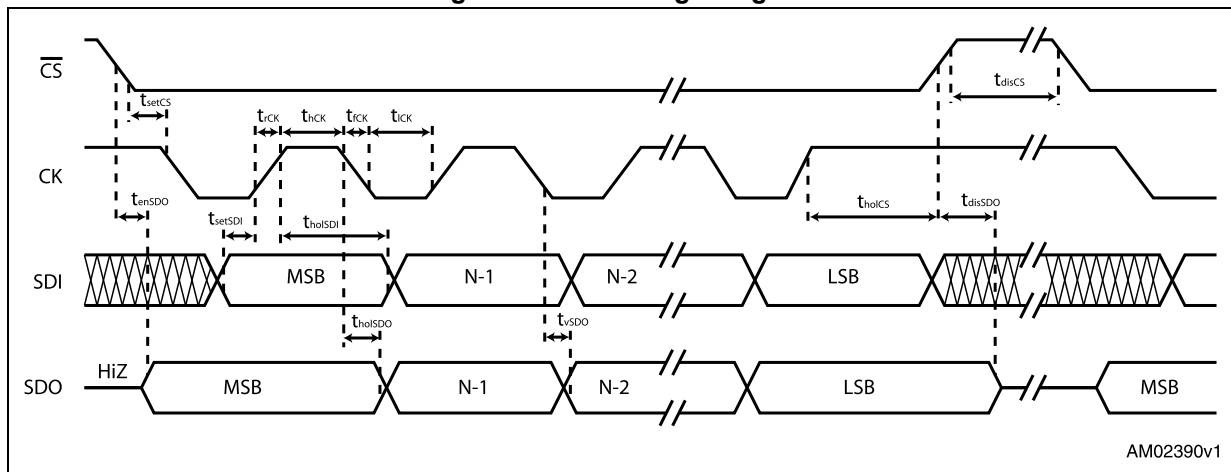 CS
tsetCS
trCK
thCK
tfCK
tlCK
tdisCS
CK
tenSDO
tsetSDI
tholSDI
tholCS
tdisSDO
SDI
MSB
N-1
N-2
LSB
tholSDO
tvSDO
SDO
HiZ
MSB
N-1
N-2
LSB
MSB
AM02390v1